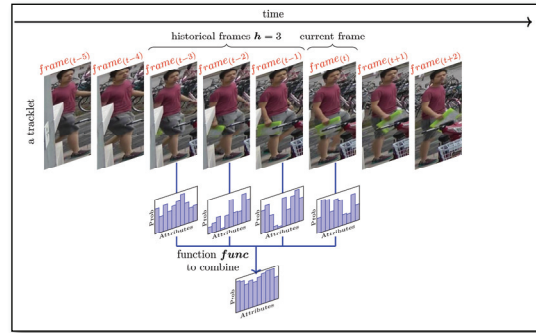 time
historical frames h = 3
current frame
frame(t−5)
frame(t−4)
frame(t−3)
frame(t−2)
frame(t−1)
frame(t)
frame(t+1)
frame(t+2)
a tracklet
Prob
Attributes
Prob
Attributes
Prob
Attributes
Prob
Attributes
function func
to combine
Prob
Attributes